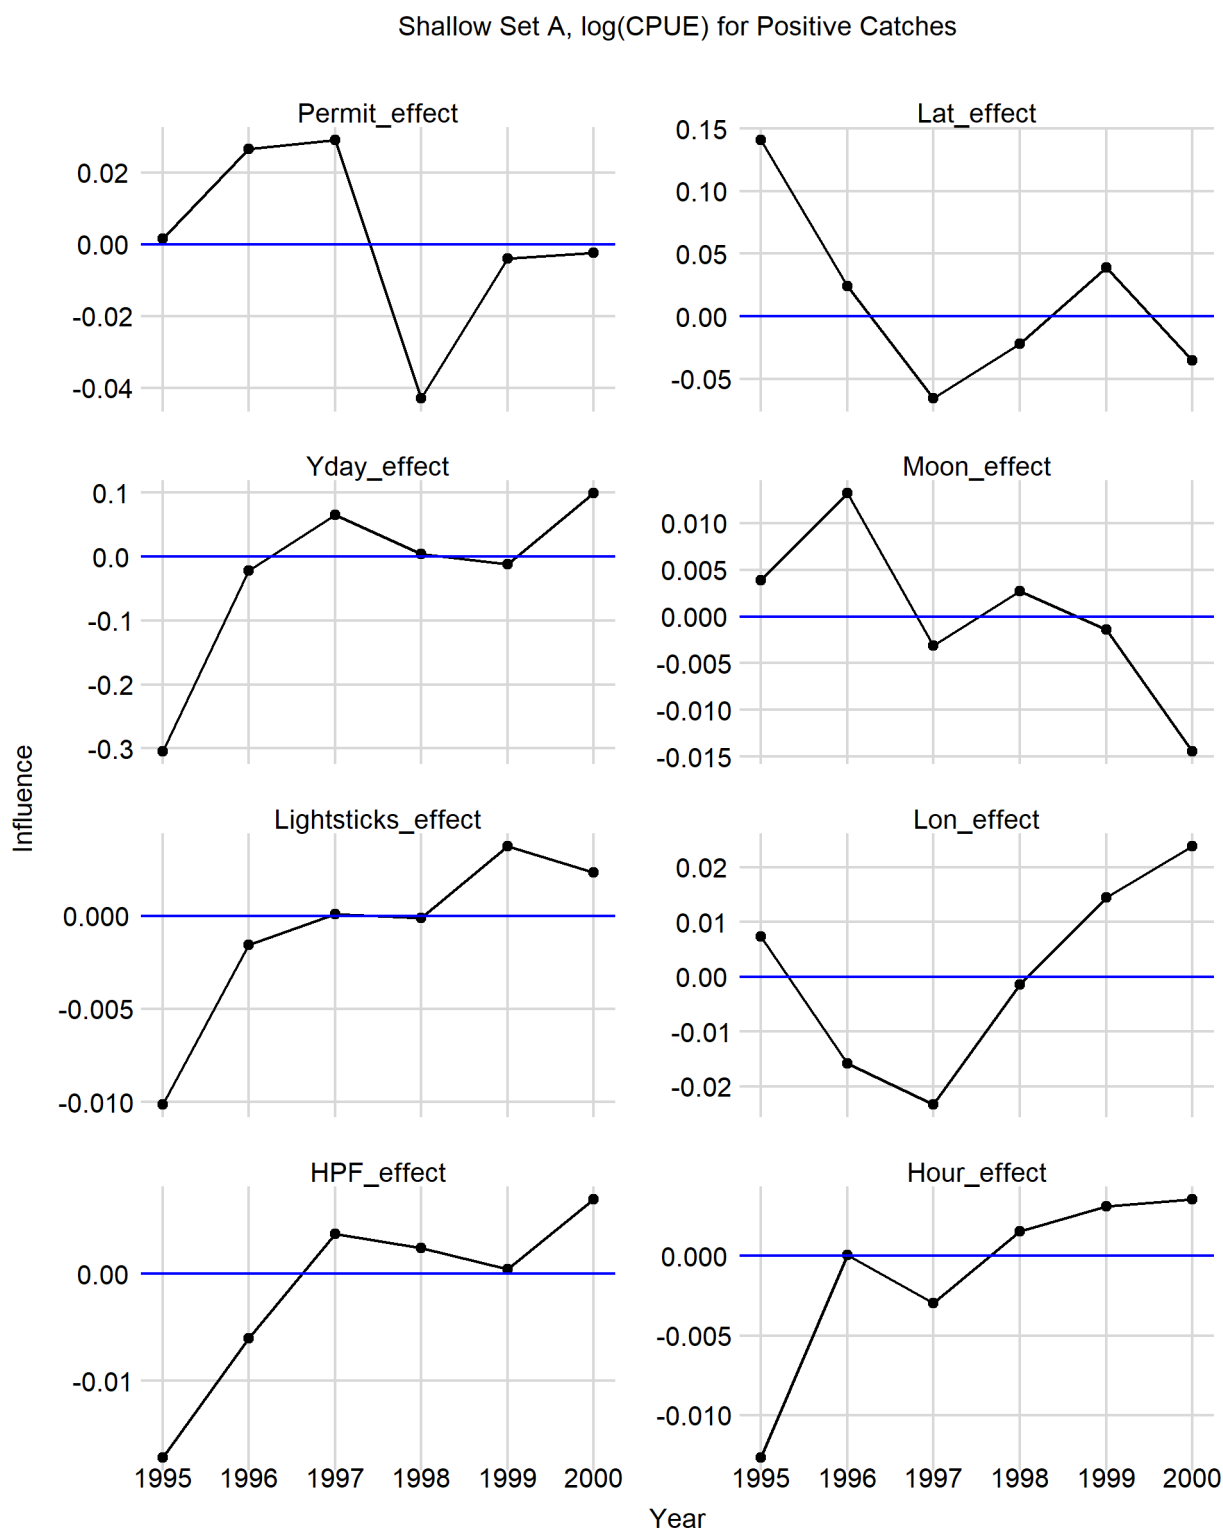 Shallow Set A, log(CPUE) for Positive Catches
Permit_effect
0.02
0.00
-0.02
-0.04
Lat_effect
0.15
0.10
0.05
0.00
-0.05
Yday_effect
0.1
0.0
-0.1
-0.2
-0.3
Moon_effect
0.010
0.005
0.000
-0.005
-0.010
-0.015
Influence
Lightsticks_effect
0.000
-0.005
-0.010
Lon_effect
0.02
0.01
0.00
-0.01
-0.02
HPF_effect
0.00
-0.01
1995 1996 1997 1998 1999 2000
Hour_effect
0.000
-0.005
-0.010
1995 1996 1997 1998 1999 2000
Year